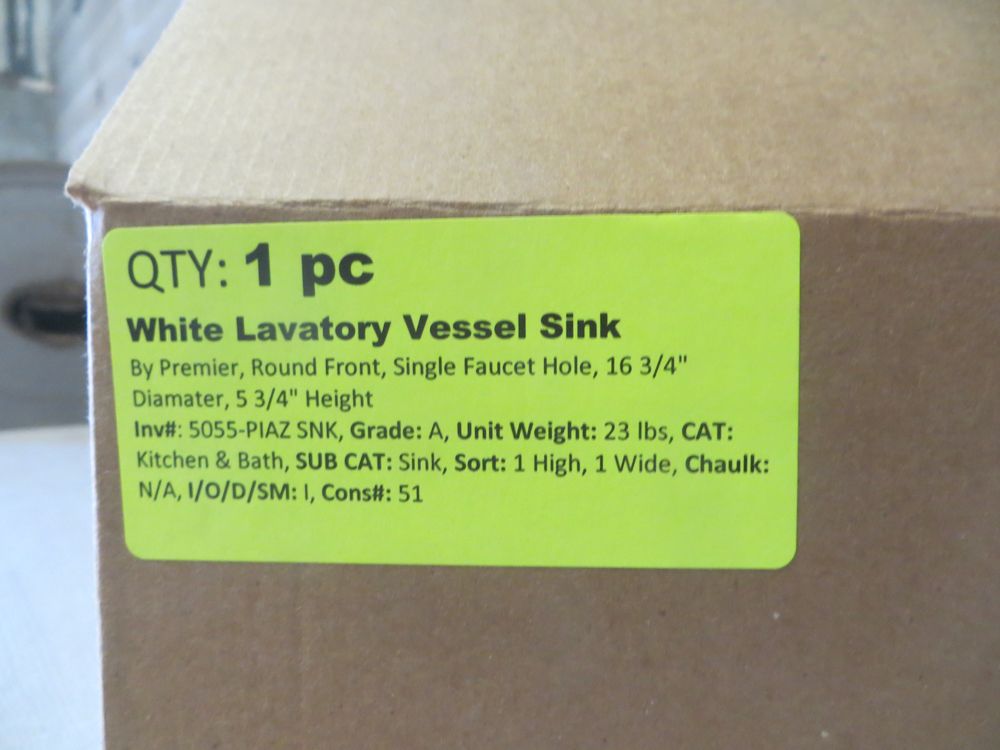 QTY: 1 pc
White Lavatory Vessel Sink
By Premier, Round Front, Single Faucet Hole, 16 3/4"
Diamater, 5 3/4" Height
Inv#: 5055-PIAZ SNK, Grade: A, Unit Weight: 23 lbs, CAT:
Kitchen & Bath, SUB CAT: Sink, Sort: 1 High, 1 Wide, Chaulk:
N/A, I/O/D/SM: I, Cons#: 51